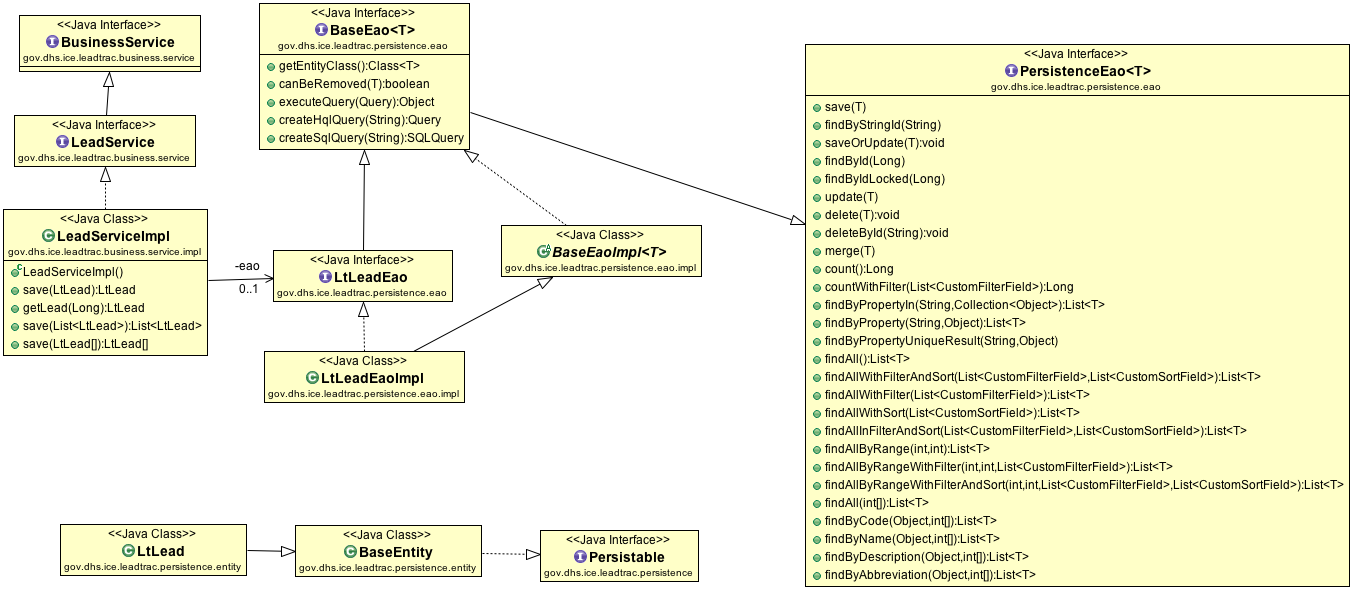 <<Java Interface>>
BusinessService
gov.dhs.ice.leadtrac.business.service
<<Java Interface>>
LeadService
gov.dhs.ice.leadtrac.business.service
<<Java Class>>
LeadServiceImpl
gov.dhs.ice.leadtrac.business.service.impl
LeadServiceImpl()
save(LtLead):LtLead
getLead(Long):LtLead
save(List<LtLead>):List<LtLead>
save(LtLead[]):LtLead[]
-eao
0..1
<<Java Interface>>
BaseEao<T>
gov.dhs.ice.leadtrac.persistence.eao
getEntityClass():Class<T>
canBeRemoved(T):boolean
executeQuery(Query):Object
createHqlQuery(String):Query
createSqlQuery(String):SQLQuery
<<Java Interface>>
LtLeadEao
gov.dhs.ice.leadtrac.persistence.eao
<<Java Class>>
BaseEaoImpl<T>
gov.dhs.ice.leadtrac.persistence.eao.impl
<<Java Class>>
LtLeadEaoImpl
gov.dhs.ice.leadtrac.persistence.eao.impl
<<Java Interface>>
PersistenceEao<T>
gov.dhs.ice.leadtrac.persistence.eao
save(T)
findByStringId(String)
saveOrUpdate(T):void
findById(Long)
findByIdLocked(Long)
update(T)
delete(T):void
deleteById(String):void
merge(T)
count():Long
countWithFilter(List<CustomFilterField>):Long
findByPropertyIn(String,Collection<Object>):List<T>
findByProperty(String,Object):List<T>
findByPropertyUniqueResult(String,Object)
findAll():List<T>
findAllWithFilterAndSort(List<CustomFilterField>,List<CustomSortField>):List<T>
findAllWithFilter(List<CustomFilterField>):List<T>
findAllWithSort(List<CustomSortField>):List<T>
findAllInFilterAndSort(List<CustomFilterField>,List<CustomSortField>):List<T>
findAllByRange(int,int):List<T>
findAllByRangeWithFilter(int,int,List<CustomFilterField>):List<T>
findAllByRangeWithFilterAndSort(int,int,List<CustomFilterField>,List<CustomSortField>):List<T>
findAll(int[]):List<T>
findByCode(Object,int[]):List<T>
findByName(Object,int[]):List<T>
findByDescription(Object,int[]):List<T>
findByAbbreviation(Object,int[]):List<T>
<<Java Class>>
LtLead
gov.dhs.ice.leadtrac.persistence.entity
<<Java Class>>
BaseEntity
gov.dhs.ice.leadtrac.persistence.entity
<<Java Interface>>
Persistable
gov.dhs.ice.leadtrac.persistence